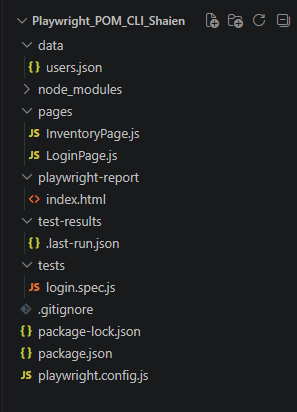 Playwright_POM_CLI_Shaien
data
{} users.json
node_modules
pages
JS InventoryPage.js
JS LoginPage.js
playwright-report
<> index.html
test-results
{} .last-run.json
tests
JS login.spec.js
.gitignore
{} package-lock.json
{} package.json
JS playwright.config.js